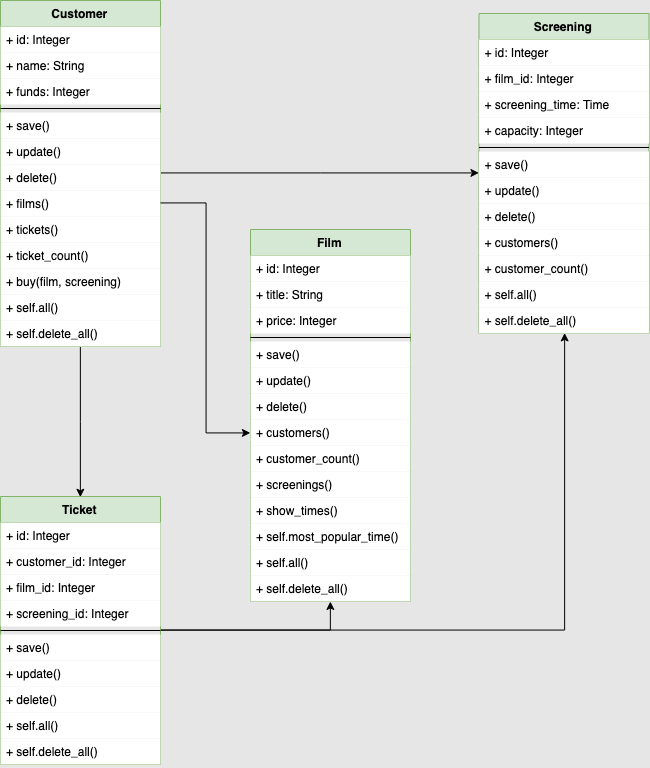 Customer
+ id: Integer
+ name: String
+ funds: Integer
+ save()
+ update()
+ delete()
+ films()
+ tickets()
+ ticket_count()
+ buy(film, screening)
+ self.all()
+ self.delete_all()
Screening
+ id: Integer
+ film_id: Integer
+ screening_time: Time
+ capacity: Integer
+ save()
+ update()
+ delete()
+ customers()
+ customer_count()
+ self.all()
+ self.delete_all()
Film
+ id: Integer
+ title: String
+ price: Integer
+ save()
+ update()
+ delete()
+ customers()
+ customer_count()
+ screenings()
+ show_times()
+ self.most_popular_time()
+ self.all()
+ self.delete_all()
Ticket
+ id: Integer
+ customer_id: Integer
+ film_id: Integer
+ screening_id: Integer
+ save()
+ update()
+ delete()
+ self.all()
+ self.delete_all()